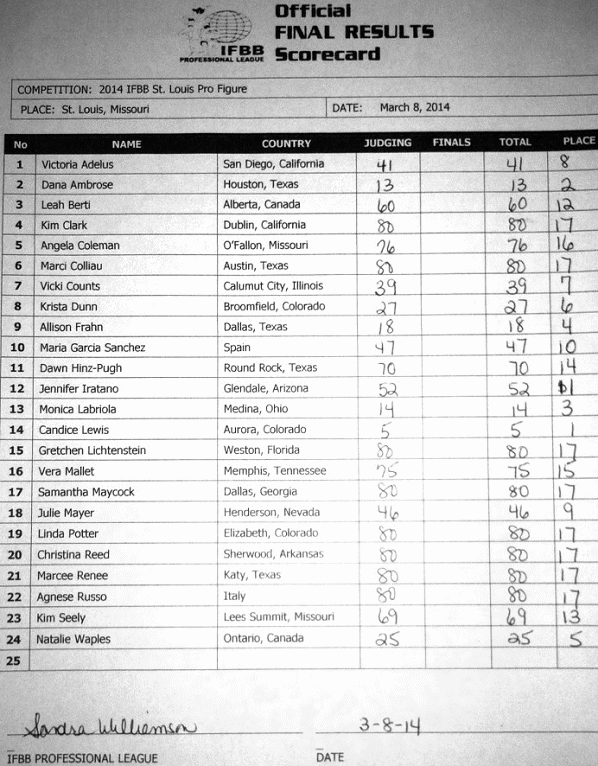 Official
FINAL RESULTS
Scorecard
IFBB
PROFESSIONAL LEAGUE
COMPETITION: 2014 IFBB St. Louis Pro Figure
PLACE: St. Louis, Missouri DATE: March 8, 2014
No NAME COUNTRY JUDGING FINALS TOTAL PLACE
1 Victoria Adelus San Diego, California 41 41 8
2 Dana Ambrose Houston, Texas 13 13 2
3 Leah Berti Alberta, Canada 60 60 12
4 Kim Clark Dublin, California 80 80 17
5 Angela Coleman O'Fallon, Missouri 76 76 16
6 Marci Colliau Austin, Texas 80 80 17
7 Vicki Counts Calumut City, Illinois 39 39 7
8 Krista Dunn Broomfield, Colorado 27 27 6
9 Allison Frahn Dallas, Texas 18 18 4
10 Maria Garcia Sanchez Spain 47 47 10
11 Dawn Hinz-Pugh Round Rock, Texas 70 70 14
12 Jennifer Iratano Glendale, Arizona 52 52 11
13 Monica Labriola Medina, Ohio 14 14 3
14 Candice Lewis Aurora, Colorado 5 5 1
15 Gretchen Lichtenstein Weston, Florida 80 80 17
16 Vera Mallet Memphis, Tennessee 75 75 15
17 Samantha Maycock Dallas, Georgia 80 80 17
18 Julie Mayer Henderson, Nevada 46 46 9
19 Linda Potter Elizabeth, Colorado 80 80 17
20 Christina Reed Sherwood, Arkansas 80 80 17
21 Marcee Renee Katy, Texas 80 80 17
22 Agnese Russo Italy 80 80 17
23 Kim Seely Lees Summit, Missouri 69 69 13
24 Natalie Waples Ontario, Canada 25 25 5
25
Sandra Williamson 3-8-14
IFBB PROFESSIONAL LEAGUE DATE